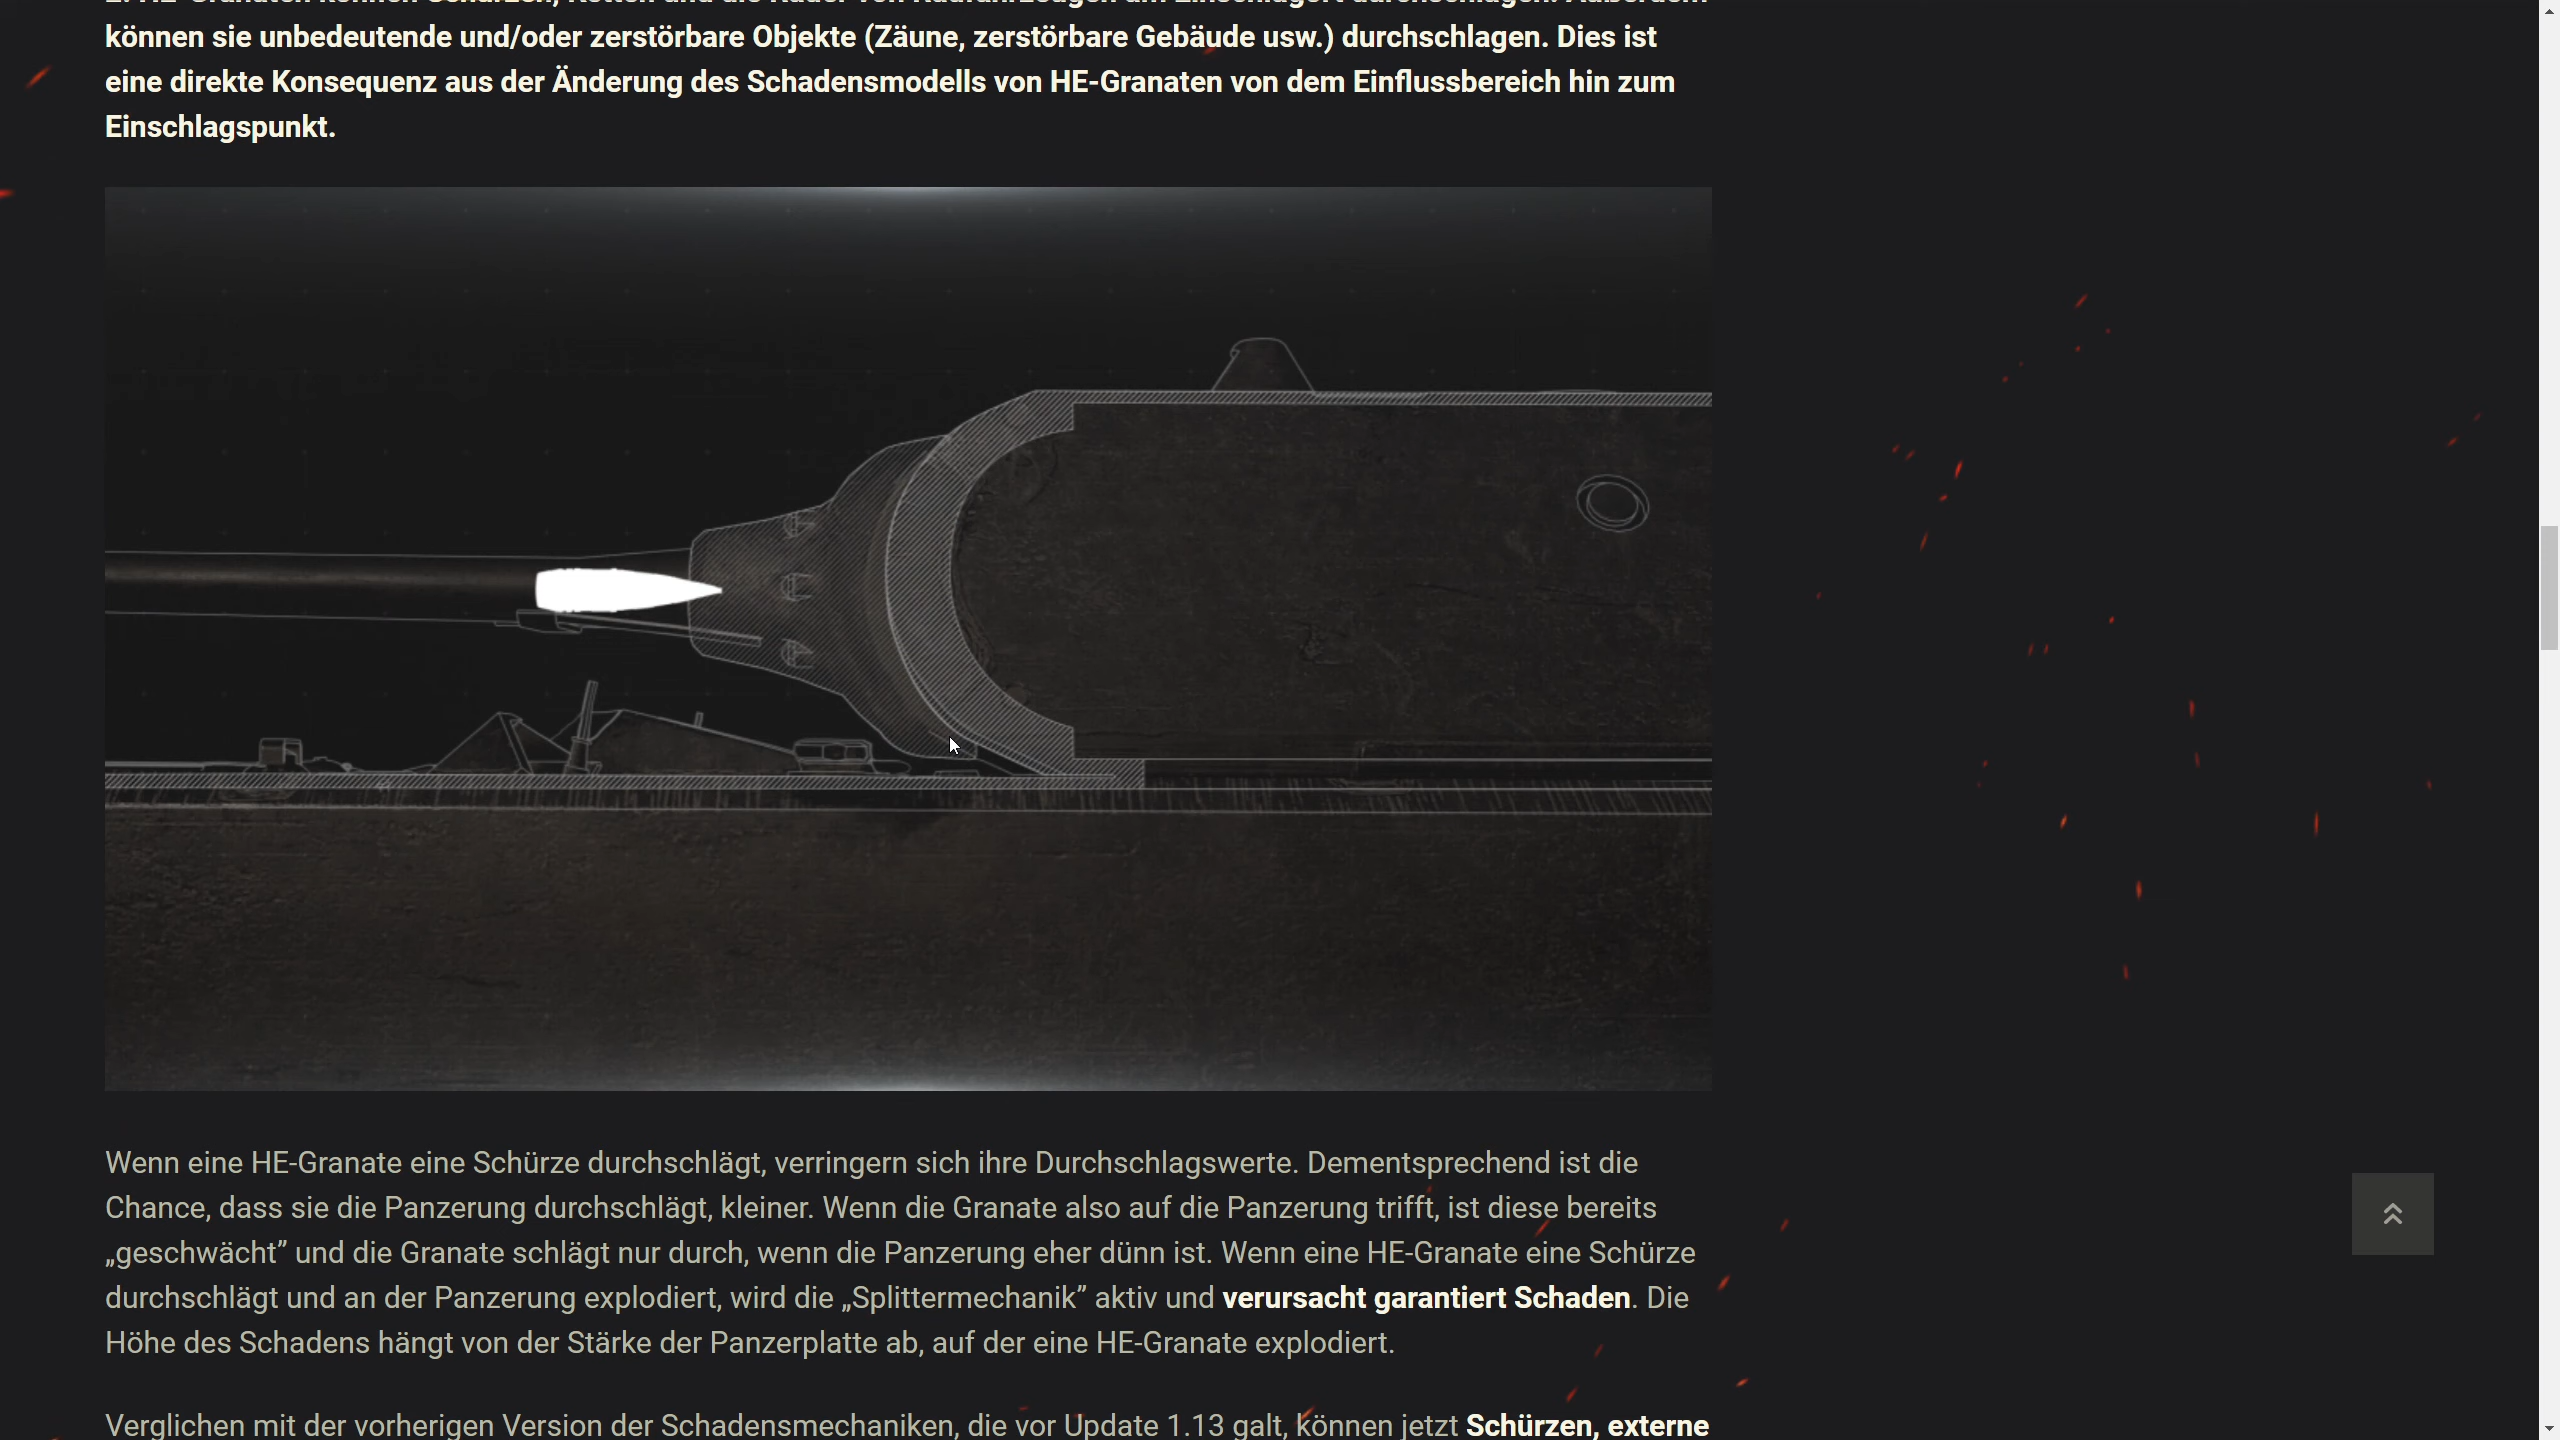 können sie unbedeutende und/oder zerstörbare Objekte (Zäune, zerstörbare Gebäude usw.) durchschlagen. Dies ist
eine direkte Konsequenz aus der Änderung des Schadensmodells von HE-Granaten von dem Einflussbereich hin zum
Einschlagspunkt.
Wenn eine HE-Granate eine Schürze durchschlägt, verringern sich ihre Durchschlagswerte. Dementsprechend ist die
Chance, dass sie die Panzerung durchschlägt, kleiner. Wenn die Granate also auf die Panzerung trifft, ist diese bereits
„geschwächt” und die Granate schlägt nur durch, wenn die Panzerung eher dünn ist. Wenn eine HE-Granate eine Schürze
durchschlägt und an der Panzerung explodiert, wird die „Splittermechanik” aktiv und verursacht garantiert Schaden. Die
Höhe des Schadens hängt von der Stärke der Panzerplatte ab, auf der eine HE-Granate explodiert.
Verglichen mit der vorherigen Version der Schadensmechaniken, die vor Update 1.13 galt, können jetzt Schürzen, externe